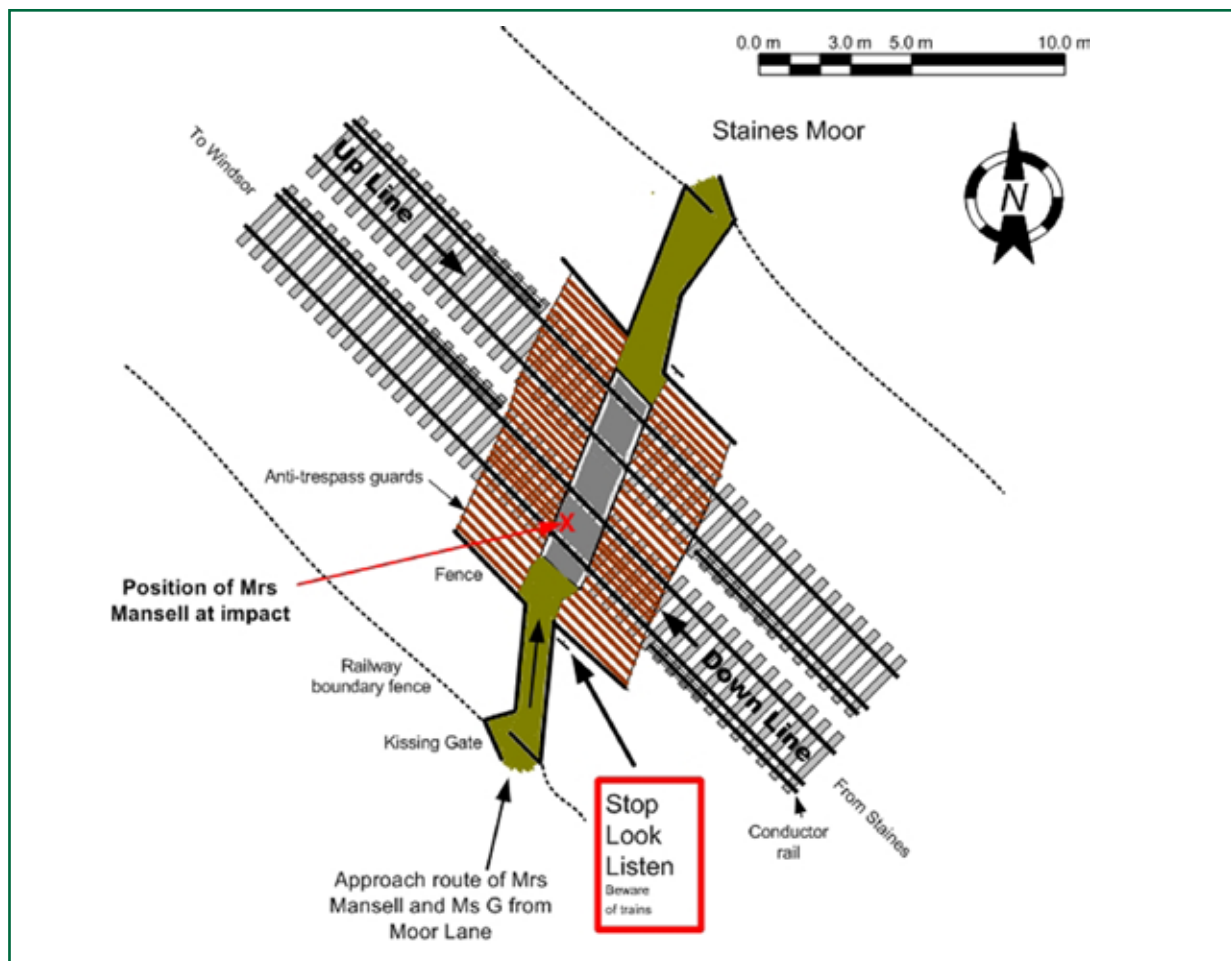 0.0 m 3.0 m 5.0 m 10.0 m
Staines Moor
N
To Windsor
Up Line
Anti-trespass guards
Position of Mrs
Mansell at impact
Fence
Railway
boundary fence
Kissing Gate
Down Line
From Staines
Conductor
rail
Stop
Look
Listen
Beware
of trains
Approach route of Mrs
Mansell and Ms G from
Moor Lane
X